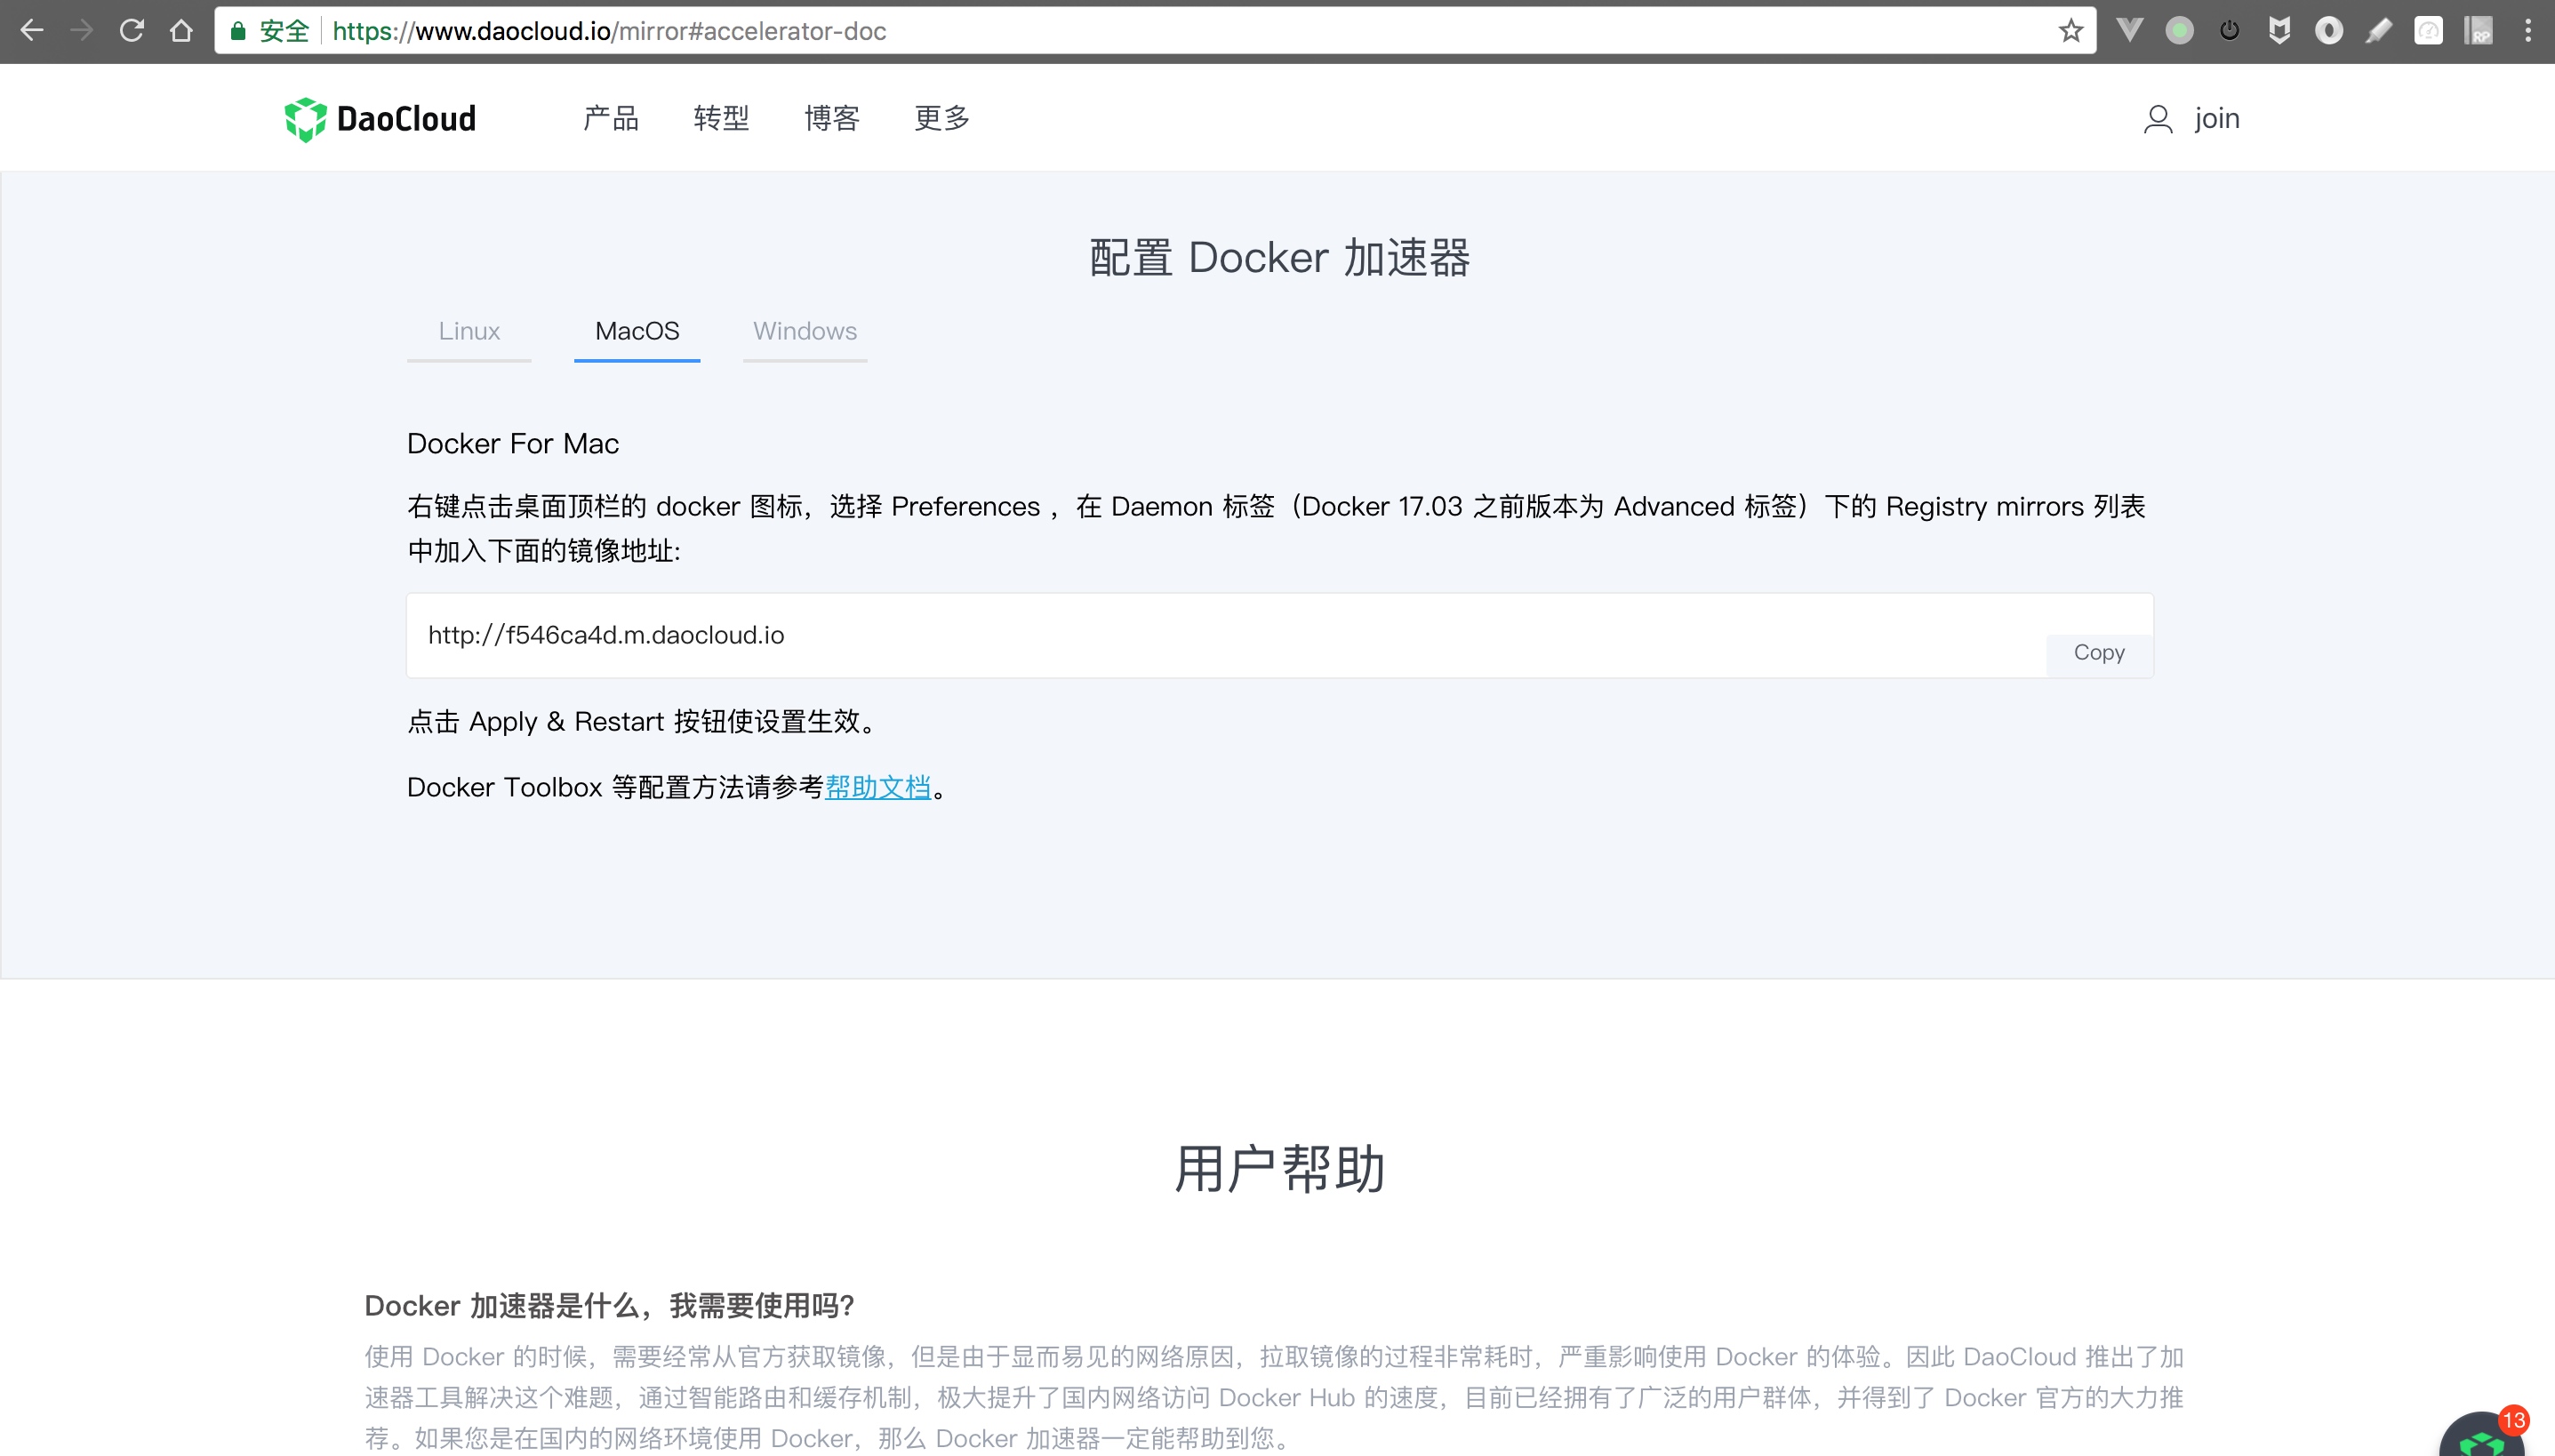 安全 https://www.daocloud.io/mirror#accelerator-doc
RP
DaoCloud 产品 转型 博客 更多 join
配置 Docker 加速器
Linux MacOS Windows
Docker For Mac
右键点击桌面顶栏的 docker 图标，选择 Preferences ，在 Daemon 标签（Docker 17.03 之前版本为 Advanced 标签）下的 Registry mirrors 列表
中加入下面的镜像地址:
http://f546ca4d.m.daocloud.io
Copy
点击 Apply & Restart 按钮使设置生效。
Docker Toolbox 等配置方法请参考帮助文档。
用户帮助
Docker 加速器是什么，我需要使用吗?
使用 Docker 的时候，需要经常从官方获取镜像，但是由于显而易见的网络原因，拉取镜像的过程非常耗时，严重影响使用 Docker 的体验。因此 DaoCloud 推出了加
速器工具解决这个难题，通过智能路由和缓存机制，极大提升了国内网络访问 Docker Hub 的速度，目前已经拥有了广泛的用户群体，并得到了 Docker 官方的大力推
荐。如果您是在国内的网络环境使用 Docker，那么 Docker 加速器一定能帮助到您。
13